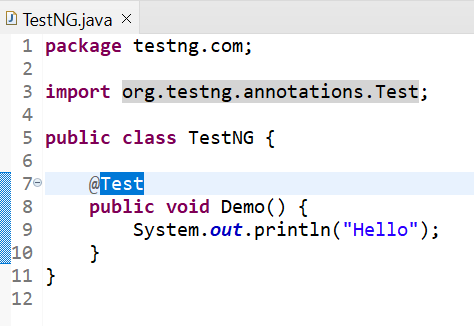 TestNG.java
1 package testng.com;
2
3 import org.testng.annotations.Test;
4
5 public class TestNG {
6
7 @Test
8 public void Demo() {
9 System.out.println("Hello");
10 }
11 }
12